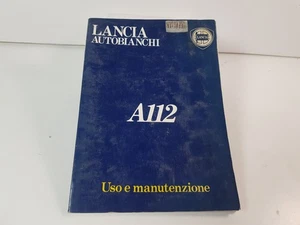 LANCIA
AUTOBIANCHI
A112
Uso e manutenzione